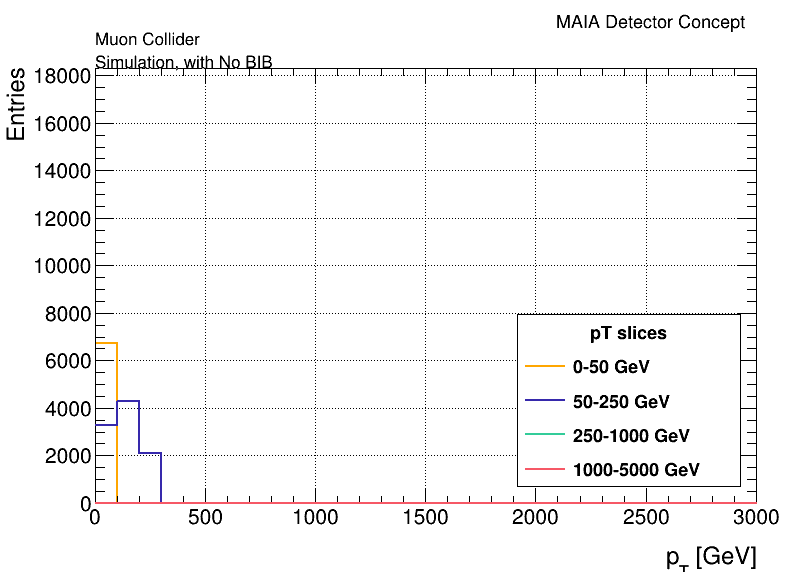 MAIA Detector Concept
Muon Collider
Simulation, with No BIB
Entries
18000
16000
14000
12000
10000
8000
6000
4000
2000
0
pT slices
0-50 GeV
50-250 GeV
250-1000 GeV
1000-5000 GeV
0 500 1000 1500 2000 2500 3000
p_T [GeV]